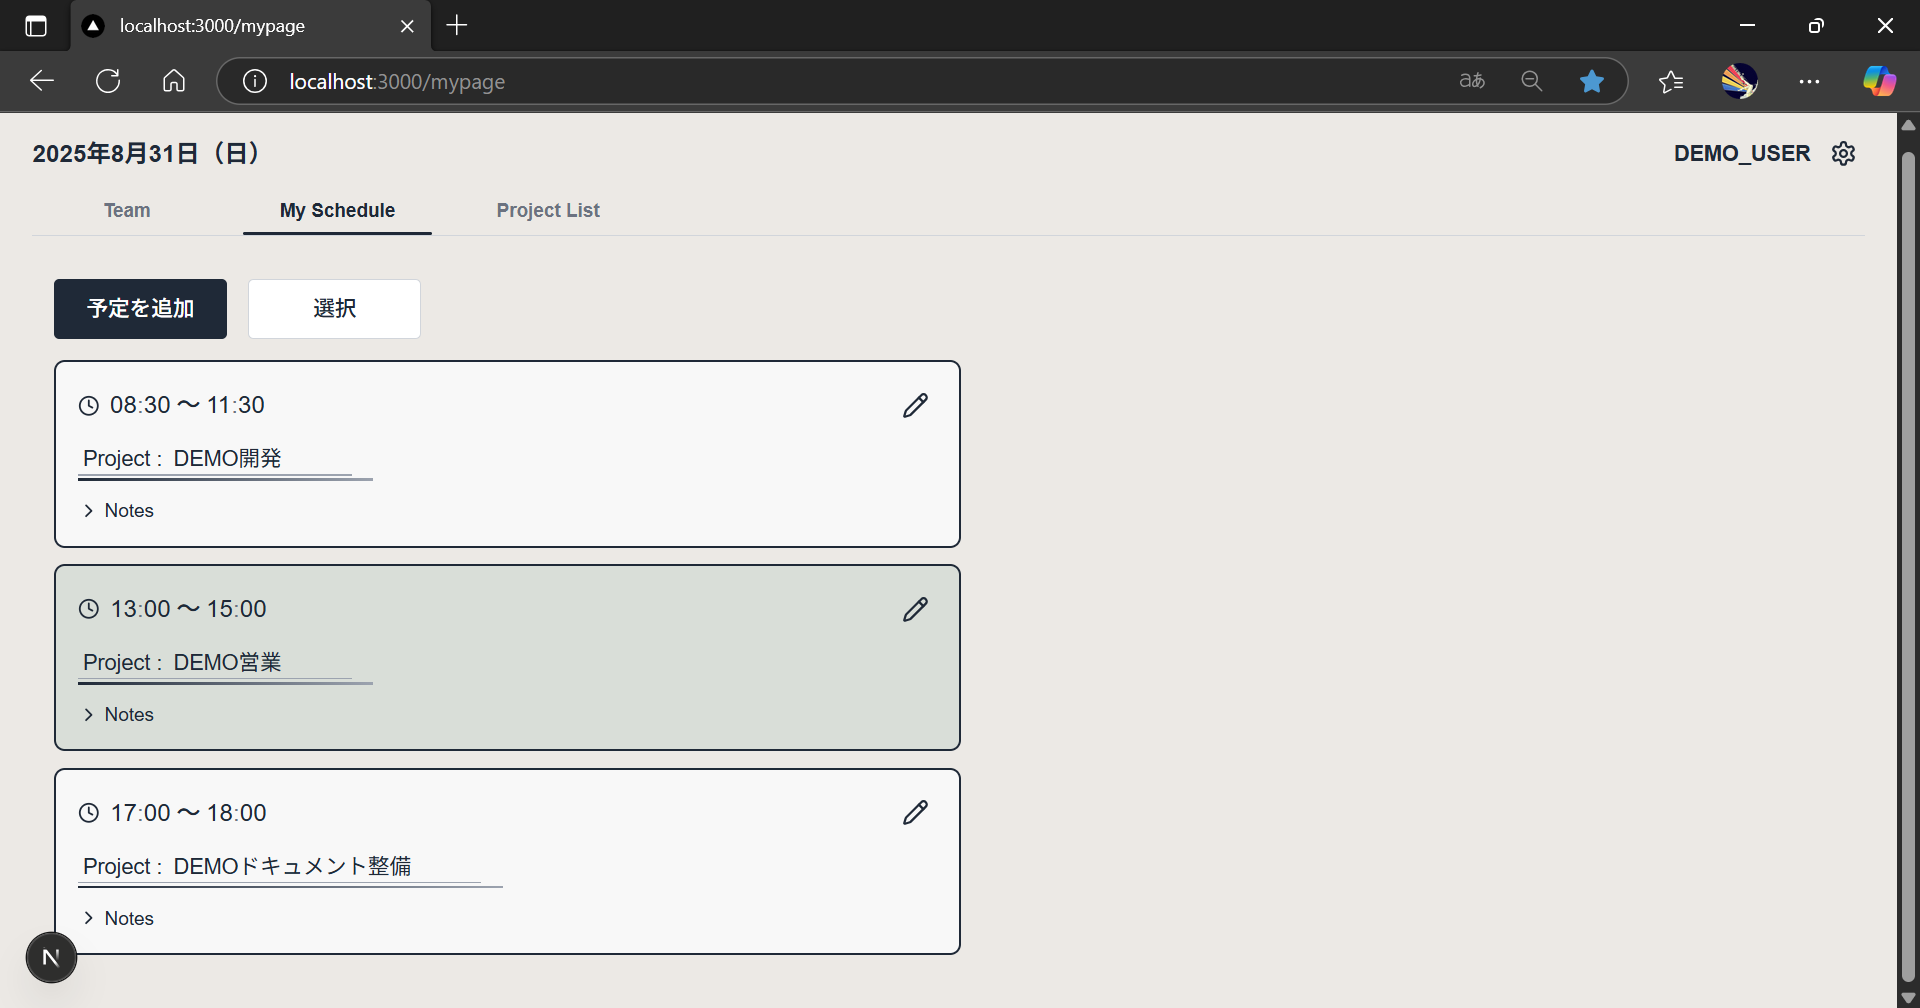 localhost:3000/mypage
localhost:3000/mypage
aあ
2025年8月31日（日）
DEMO_USER
Team
My Schedule
Project List
予定を追加
選択
08:30 〜 11:30
Project : DEMO開発
Notes
13:00 〜 15:00
Project : DEMO営業
Notes
17:00 〜 18:00
Project : DEMOドキュメント整備
Notes
N